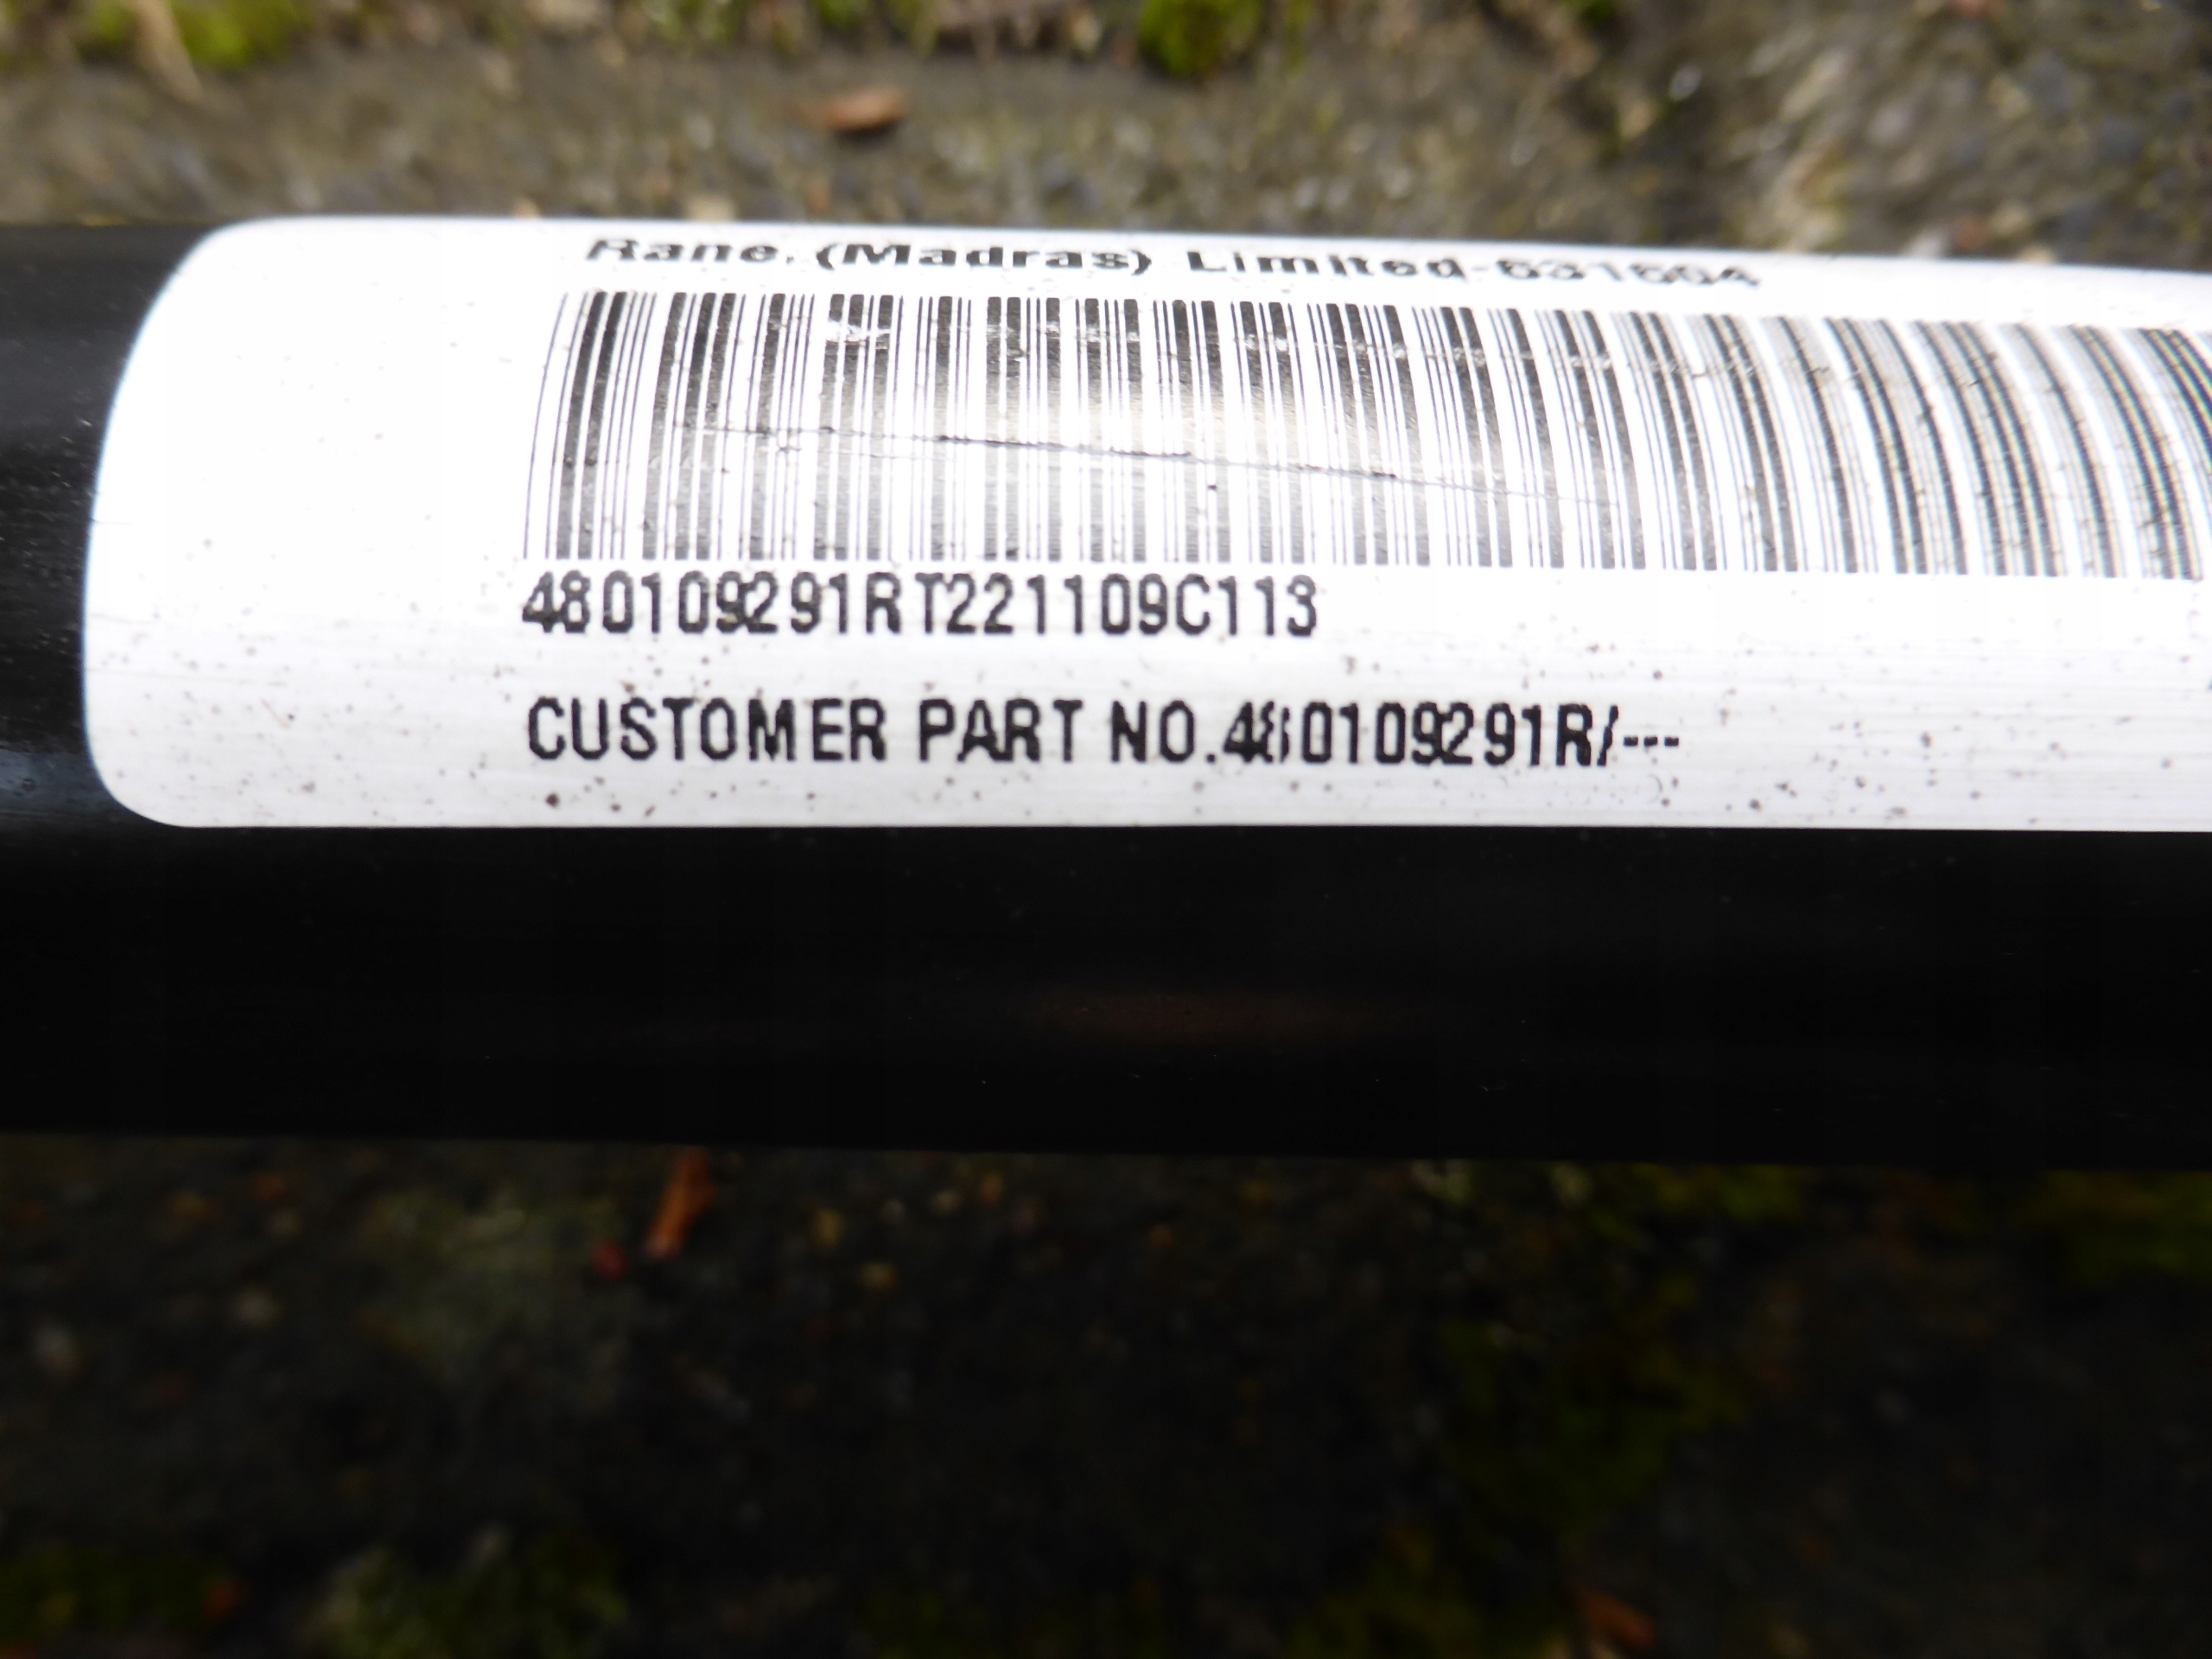 Rane. (Madras) Limited-631604
480109291RT221109C113
CUSTOMER PART NO.480109291R/---